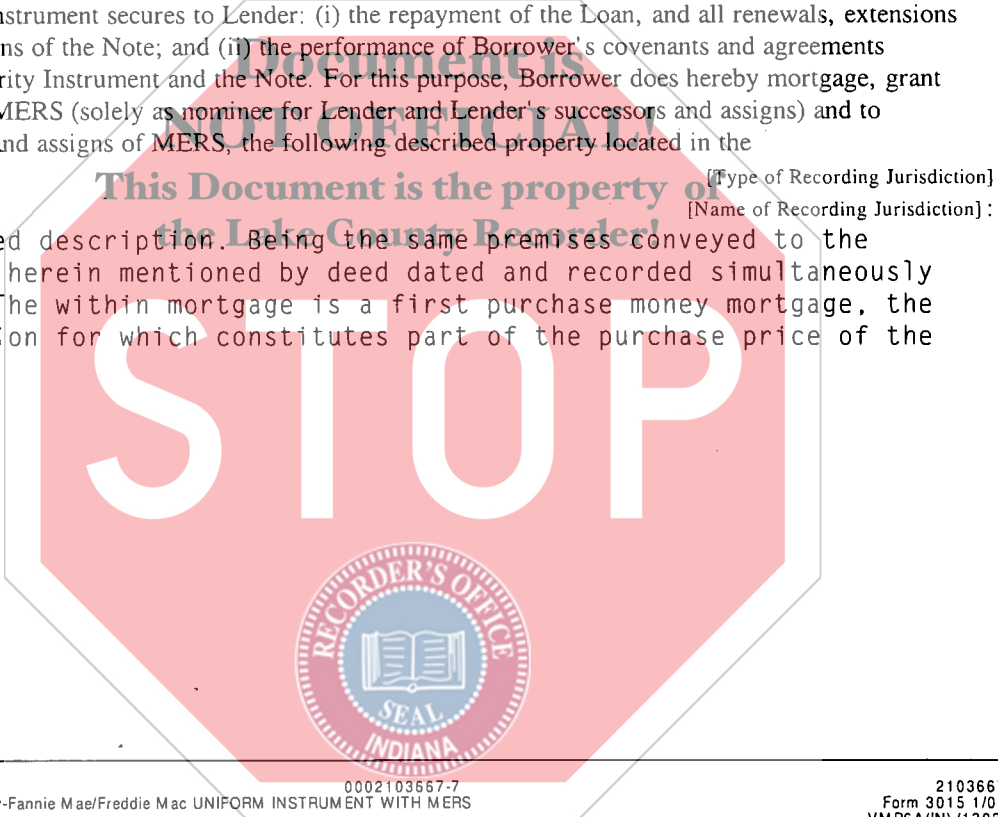 nstrument secures to Lender: (i) the repayment of the Loan, and all renewals, extensions
ns of the Note; and (ii) the performance of Borrower's covenants and agreements
rity Instrument and the Note. For this purpose, Borrower does hereby mortgage, grant
MERS (solely as nominee for Lender and Lender's successors and assigns) and to
nd assigns of MERS, the following described property located in the
[Type of Recording Jurisdiction]
[Name of Recording Jurisdiction] :
ed description. Being the same premises conveyed to the
herein mentioned by deed dated and recorded simultaneously
The within mortgage is a first purchase money mortgage, the
ion for which constitutes part of the purchase price of the
Document is
NOT OFFICIAL!
This Document is the property of
the Lake County Recorder!
STOP
RECORDER'S OFFICE
SEAL
INDIANA
0002103667-7
-Fannie Mae/Freddie Mac UNIFORM INSTRUMENT WITH MERS
210366
Form 3015 1/0